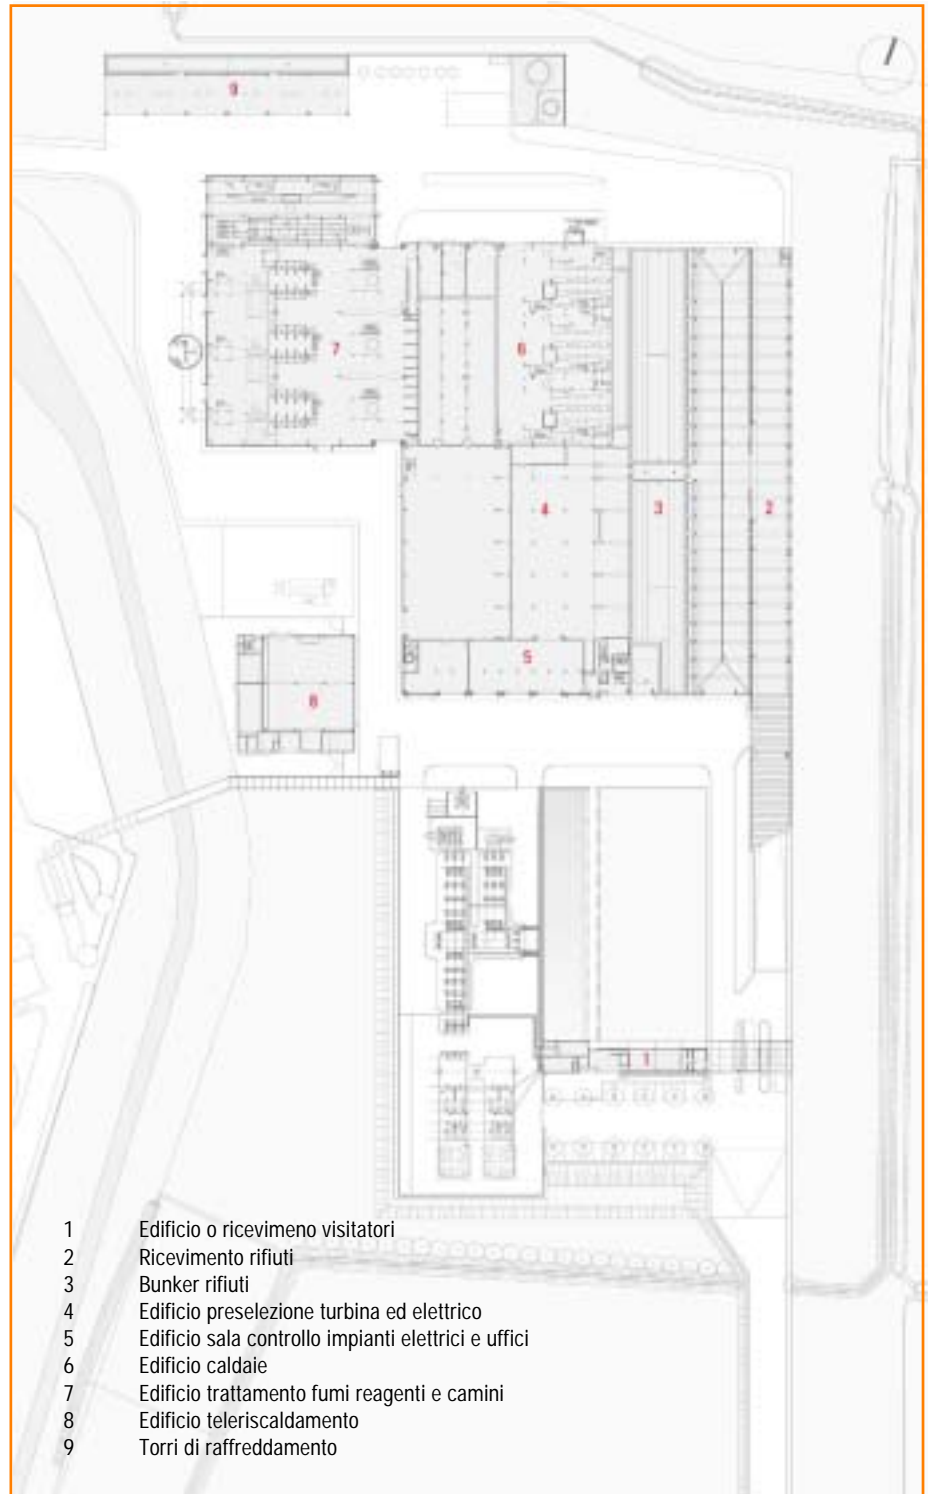 9
7
6
4
3
2
5
8
1
1 Edificio o ricevimeno visitatori
2 Ricevimento rifiuti
3 Bunker rifiuti
4 Edificio preselezione turbina ed elettrico
5 Edificio sala controllo impianti elettrici e uffici
6 Edificio caldaie
7 Edificio trattamento fumi reagenti e camini
8 Edificio teleriscaldamento
9 Torri di raffreddamento